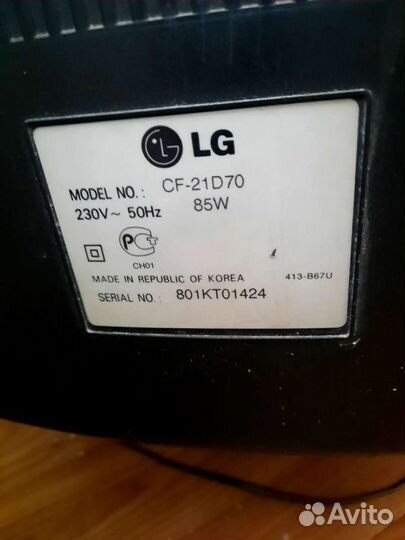 LG
MODEL NO.: CF-21D70
230V~ 50Hz 85W
PC
CH01
MADE IN REPUBLIC OF KOREA 413-B67U
SERIAL NO.: 801KT01424
Avito